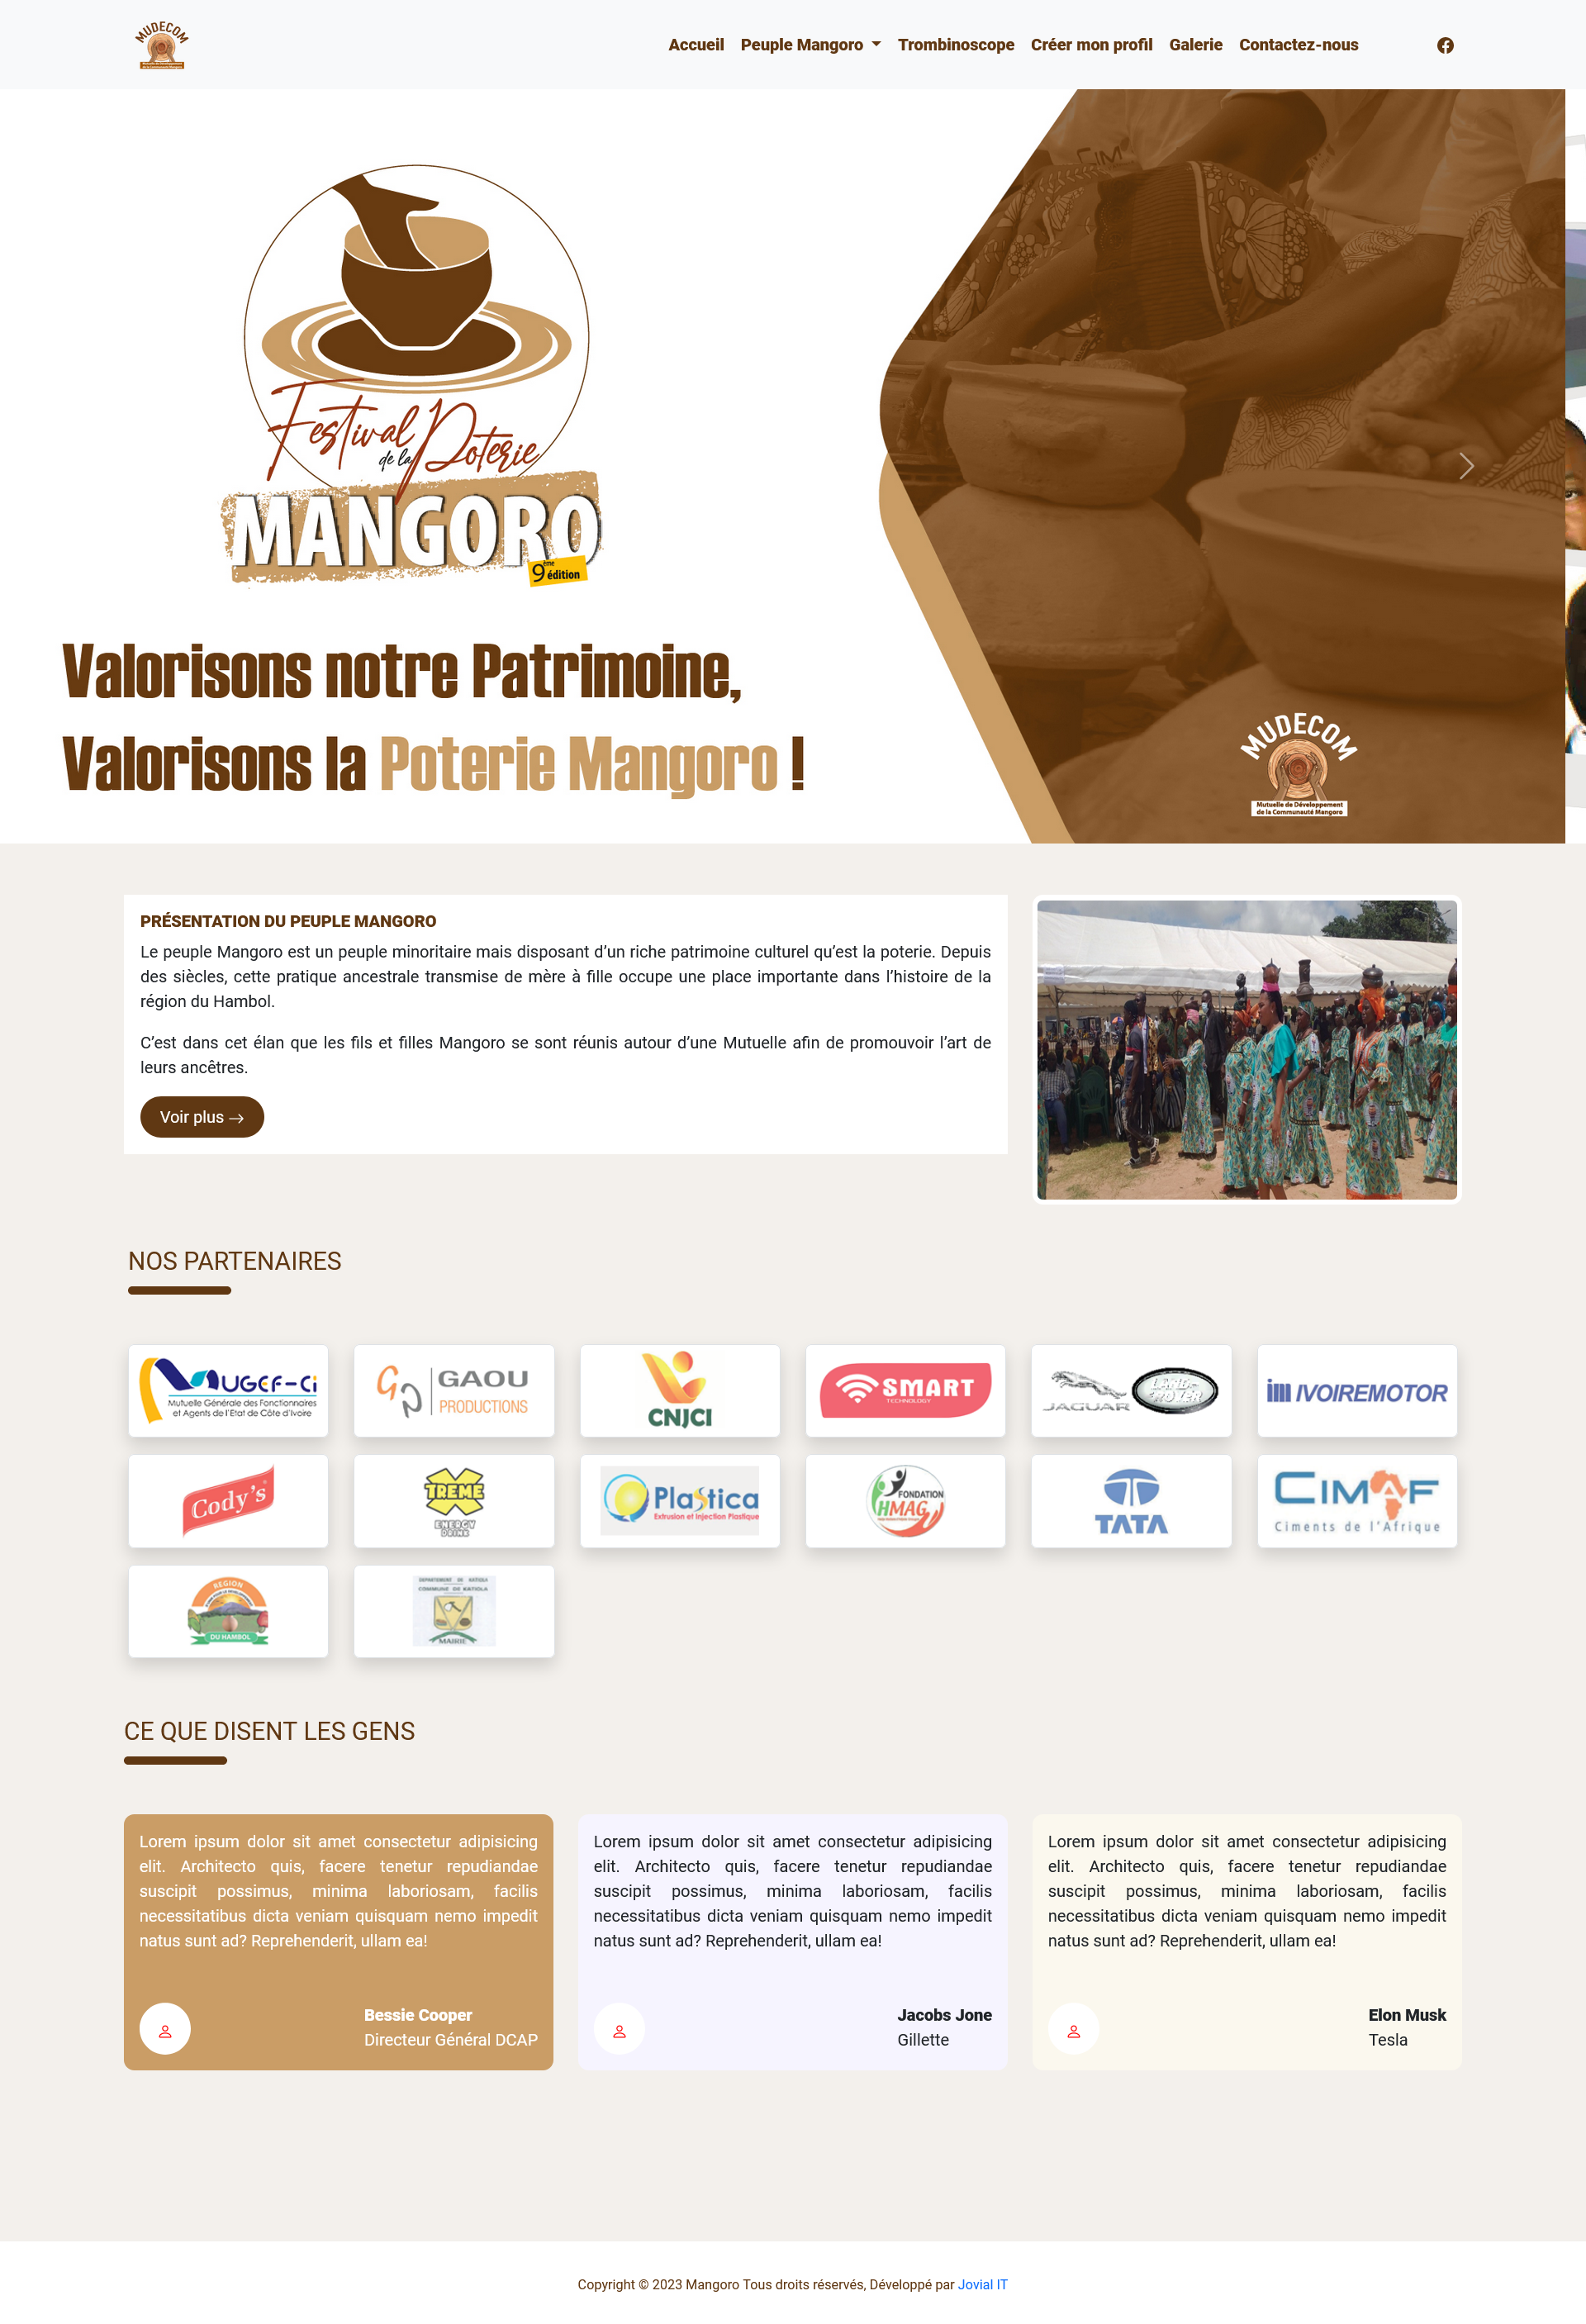 MUDECOM
Mutuelle de Développement
de la Communauté Mangoro
Accueil Peuple Mangoro Trombinoscope Créer mon profil Galerie Contactez-nous
CIM
Festival
de la Poterie
MANGORO
9ème édition
Valorisons notre Patrimoine,
Valorisons la Poterie Mangoro !
MUDECOM
Mutuelle de Développement
de la Communauté Mangoro
PRÉSENTATION DU PEUPLE MANGORO
Le peuple Mangoro est un peuple minoritaire mais disposant d’un riche patrimoine culturel qu’est la poterie. Depuis
des siècles, cette pratique ancestrale transmise de mère à fille occupe une place importante dans l’histoire de la
région du Hambol.
C’est dans cet élan que les fils et filles Mangoro se sont réunis autour d’une Mutuelle afin de promouvoir l’art de
leurs ancêtres.
Voir plus
NOS PARTENAIRES
MUGEF-Ci
Mutuelle Générale des Fonctionnaires
et Agents de l'Etat de Côte d'Ivoire
GAOU
PRODUCTIONS
CNJCI
SMART
TECHNOLOGY
JAGUAR
LAND ROVER
IVOIREMOTOR
Cody's
XTREME
ENERGY
DRINK
Plastica
Extrusion et Injection Plastique
FONDATION
HMAG
TATA
CIMAF
Ciments de l'Afrique
RÉGION
DU HAMBOL
DEPARTEMENT DE KATIOLA
COMMUNE DE KATIOLA
MAIRIE
CE QUE DISENT LES GENS
Lorem ipsum dolor sit amet consectetur adipisicing
elit. Architecto quis, facere tenetur repudiandae
suscipit possimus, minima laboriosam, facilis
necessitatibus dicta veniam quisquam nemo impedit
natus sunt ad? Reprehenderit, ullam ea!
Bessie Cooper
Directeur Général DCAP
Lorem ipsum dolor sit amet consectetur adipisicing
elit. Architecto quis, facere tenetur repudiandae
suscipit possimus, minima laboriosam, facilis
necessitatibus dicta veniam quisquam nemo impedit
natus sunt ad? Reprehenderit, ullam ea!
Jacobs Jone
Gillette
Lorem ipsum dolor sit amet consectetur adipisicing
elit. Architecto quis, facere tenetur repudiandae
suscipit possimus, minima laboriosam, facilis
necessitatibus dicta veniam quisquam nemo impedit
natus sunt ad? Reprehenderit, ullam ea!
Elon Musk
Tesla
Copyright © 2023 Mangoro Tous droits réservés, Développé par Jovial IT